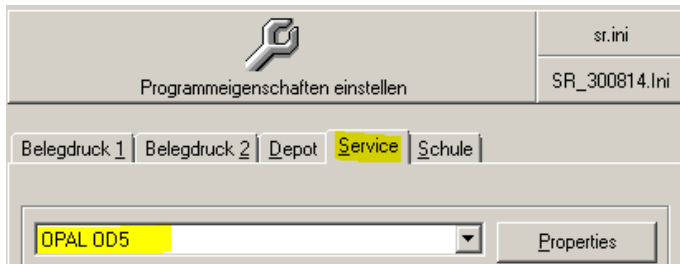 sr.ini
Programmeigenschaften einstellen
SR_300814.Ini
Belegdruck 1 Belegdruck 2 Depot Service Schule
OPAL OD5 Properties